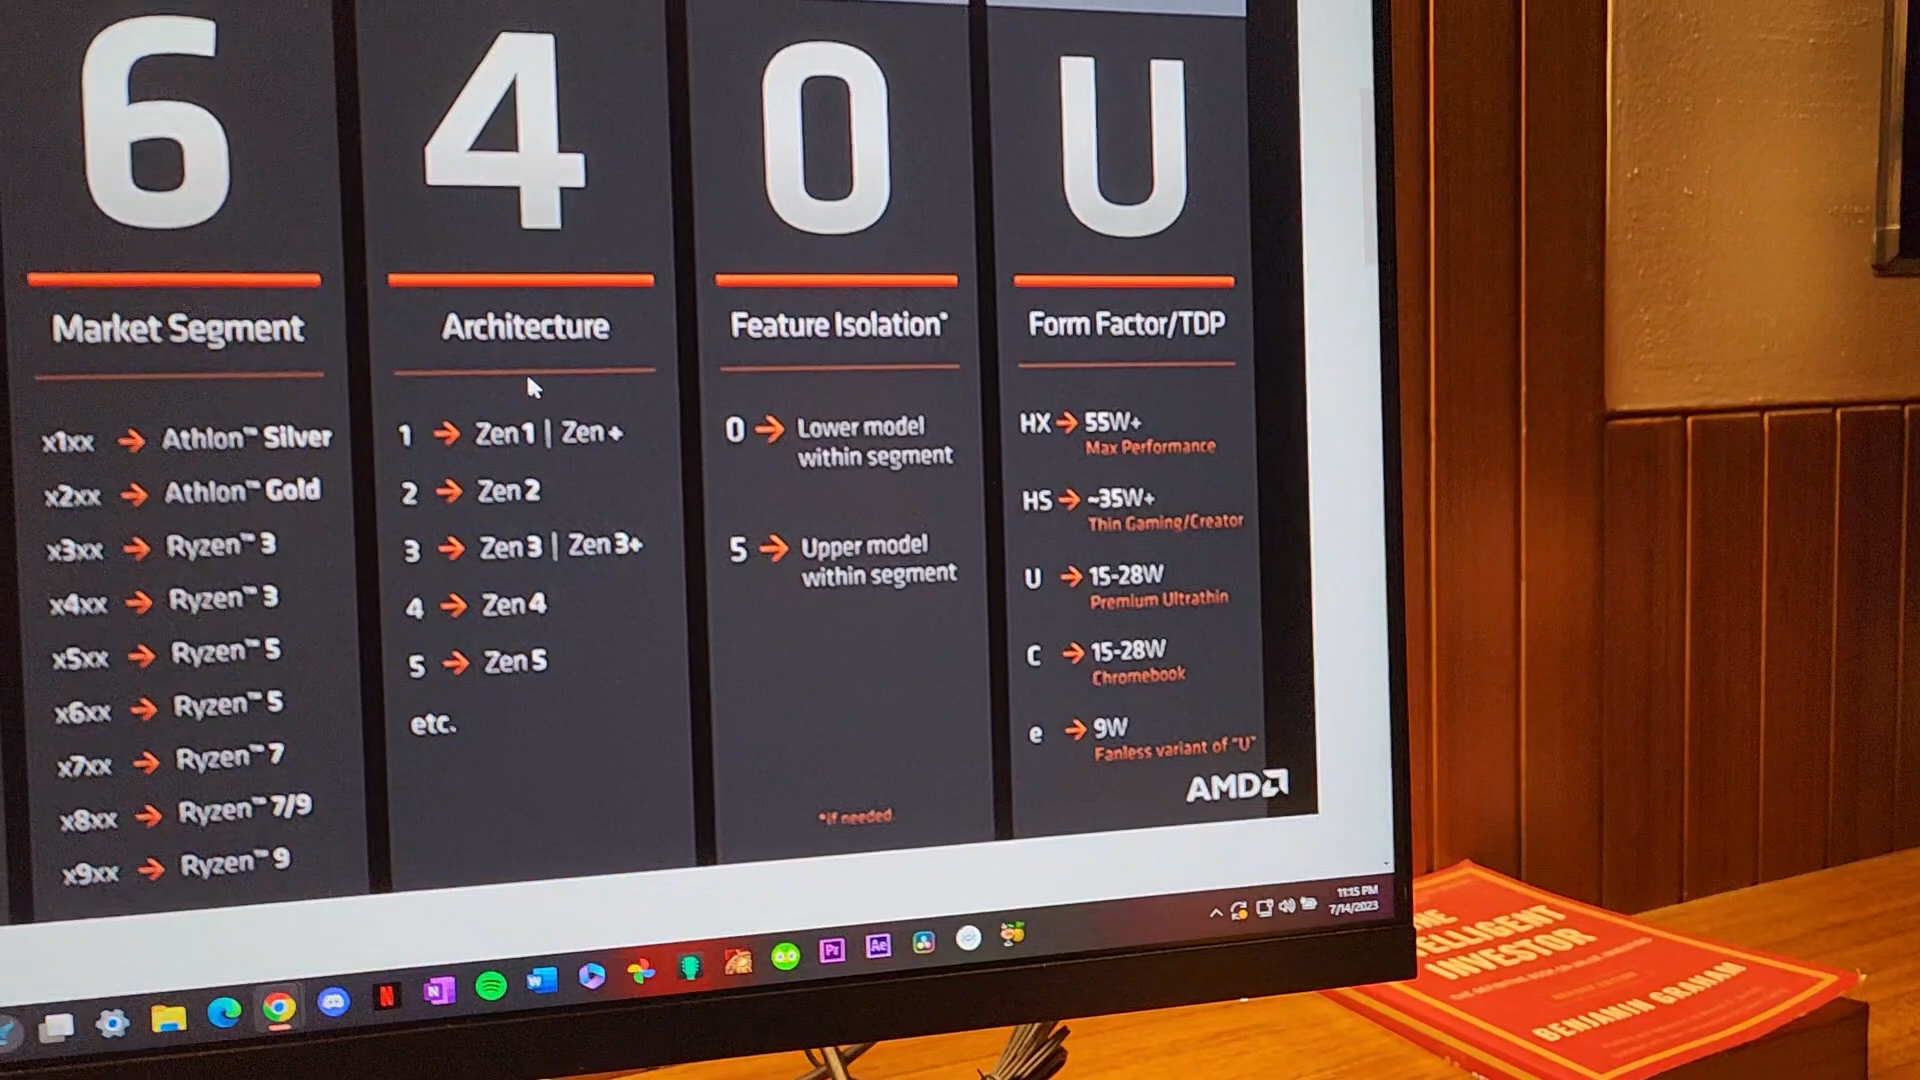 6
4
0
U
Market Segment
x1xx → Athlon™ Silver
x2xx → Athlon™ Gold
x3xx → Ryzen™ 3
x4xx → Ryzen™ 3
x5xx → Ryzen™ 5
x6xx → Ryzen™ 5
x7xx → Ryzen™ 7
x8xx → Ryzen™ 7/9
x9xx → Ryzen™ 9
Architecture
1 → Zen 1 | Zen +
2 → Zen 2
3 → Zen 3 | Zen 3+
4 → Zen 4
5 → Zen 5
etc.
Feature Isolation*
0 → Lower model
within segment
5 → Upper model
within segment
*if needed
Form Factor/TDP
HX → 55W+
Max Performance
HS → ~35W+
Thin Gaming/Creator
U → 15-28W
Premium Ultrathin
C → 15-28W
Chromebook
e → 9W
Fanless variant of "U"
AMD
11:15 PM
7/14/2023
N
N
W
Pr
Ae
INTELLIGENT
INVESTOR
BENJAMIN GRAHAM